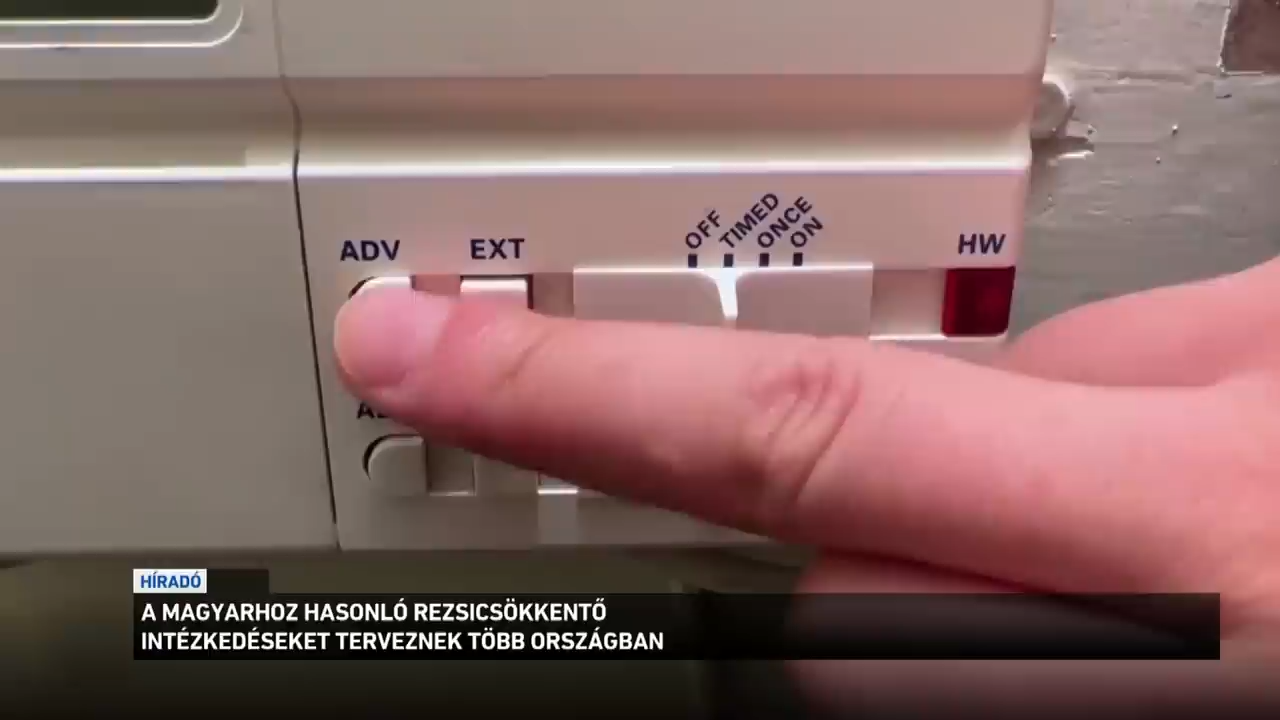 OFF
TIMED
ONCE
ON
ADV
EXT
HW
HÍRADÓ
A MAGYARHOZ HASONLÓ REZSICSÖKKENTŐ
INTÉZKEDÉSEKET TERVEZNEK TÖBB ORSZÁGBAN